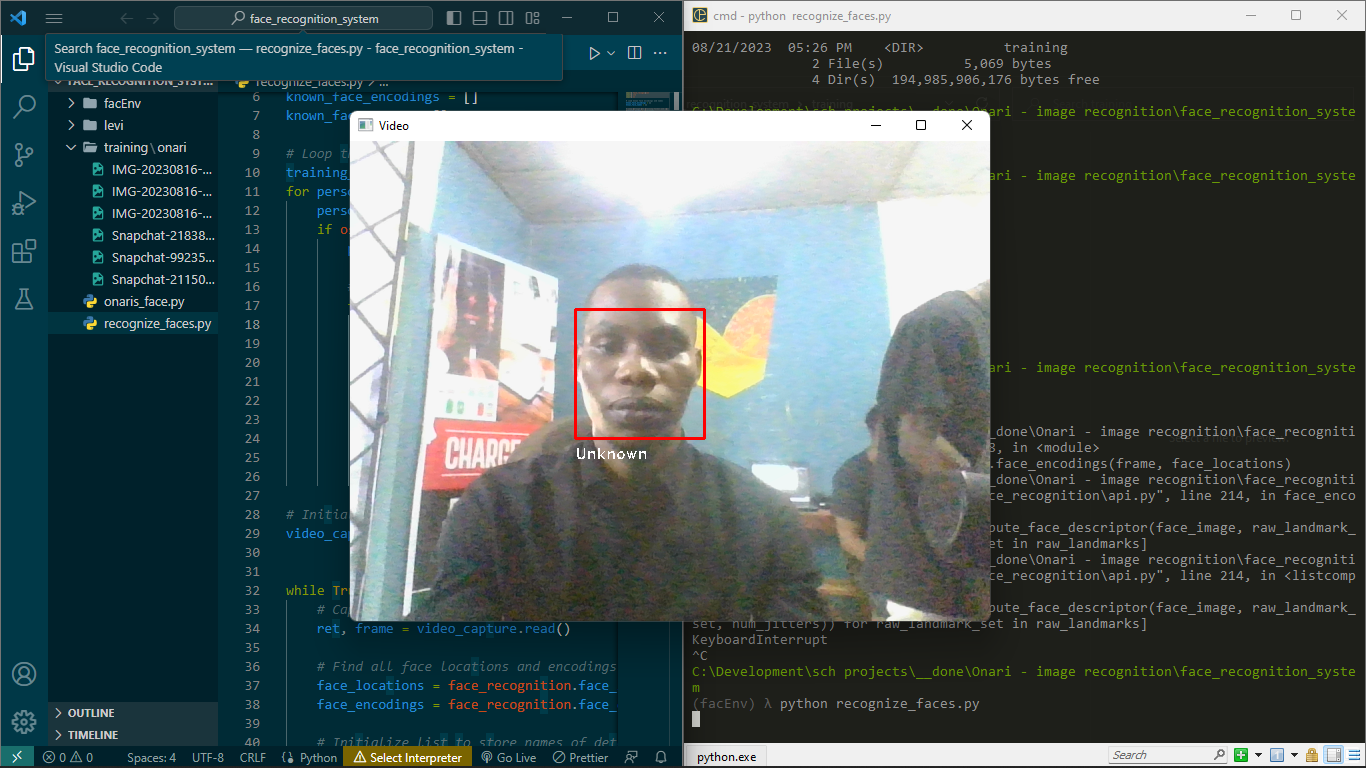 face_recognition_system
Search face_recognition_system — recognize_faces.py - face_recognition_system -
Visual Studio Code
recognize_faces.py > ...
facEnv
levi
training \ onari
IMG-20230816-...
IMG-20230816-...
IMG-20230816-...
Snapchat-21838...
Snapchat-99235...
Snapchat-21150...
onaris_face.py
recognize_faces.py
OUTLINE
TIMELINE
6 known_face_encodings = []
7 known_fa
8
9 # Loop t
10 training_
11 for perso
12 perso
13 if o
14
15
16
17
18
19
20
21
22
23
24
25
26
27
28 # Initia
29 video_cap
30
31
32 while Tr
33 # Ca
34 ret, frame = video_capture.read()
35
36 # Find all face locations and encodings
37 face_locations = face_recognition.face_
38 face_encodings = face_recognition.face_
39
40 # Initialize list to store names of det
Video
CHARGE
Unknown
cmd - python recognize_faces.py
08/21/2023 05:26 PM <DIR> training
2 File(s) 5,069 bytes
4 Dir(s) 194,985,906,176 bytes free
C:\Development\sch projects\__done\Onari - image recognition\face_recognition_syste
ri - image recognition\face_recognition_syste
ri - image recognition\face_recognition_syste
_done\Onari - image recognition\face_recogniti
8, in <module>
.face_encodings(frame, face_locations)
_done\Onari - image recognition\face_recogniti
ce_recognition\api.py", line 214, in face_enco
pute_face_descriptor(face_image, raw_landmark_
_set in raw_landmarks]
_done\Onari - image recognition\face_recogniti
ce_recognition\api.py", line 214, in <listcomp
pute_face_descriptor(face_image, raw_landmark_
set, num_jitters)) for raw_landmark_set in raw_landmarks]
KeyboardInterrupt
^C
C:\Development\sch projects\__done\Onari - image recognition\face_recognition_syste
m
(facEnv) λ python recognize_faces.py
0 0 Spaces: 4 UTF-8 CRLF Python Select Interpreter Go Live Prettier
python.exe
Search